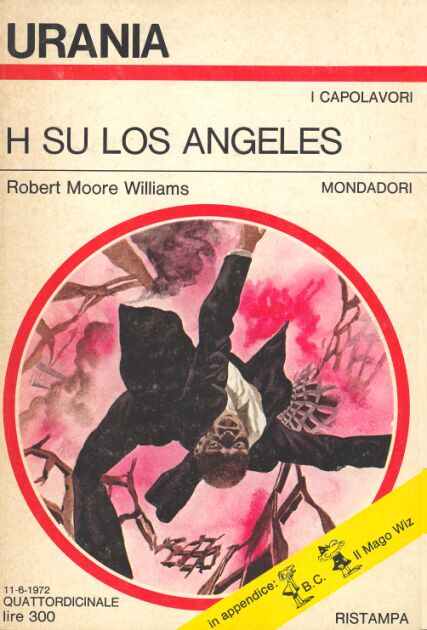 URANIA
I CAPOLAVORI
H SU LOS ANGELES
Robert Moore Williams
MONDADORI
in appendice: B.C. Il Mago Wiz
11-6-1972
QUATTORDICINALE
lire 300
RISTAMPA